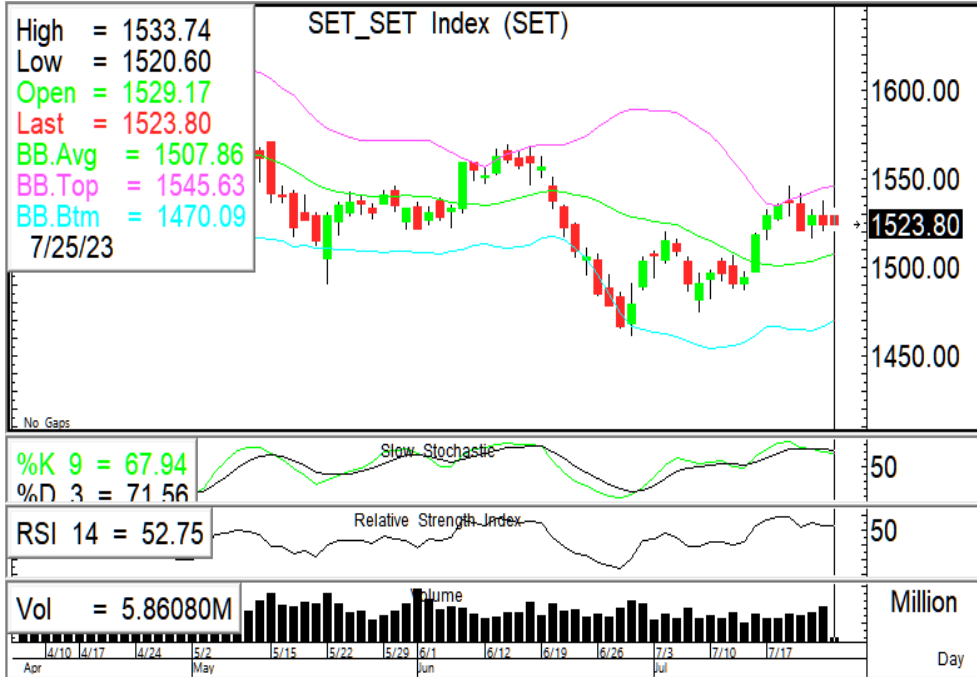 SET_SET Index (SET)
High = 1533.74
Low = 1520.60
Open = 1529.17
Last = 1523.80
BB.Avg = 1507.86
BB.Top = 1545.63
BB.Btm = 1470.09
7/25/23
1600.00
1550.00
1523.80
1500.00
1450.00
No Gaps
Slow Stochastic
%K 9 = 67.94
%D 3 = 71.56
50
Relative Strength Index
RSI 14 = 52.75
50
Volume
Vol = 5.86080M
Million
4/10 4/17 4/24 5/2 5/15 5/22 5/29 6/1 6/12 6/19 6/26 7/3 7/10 7/17
Apr May Jun Jul
Day